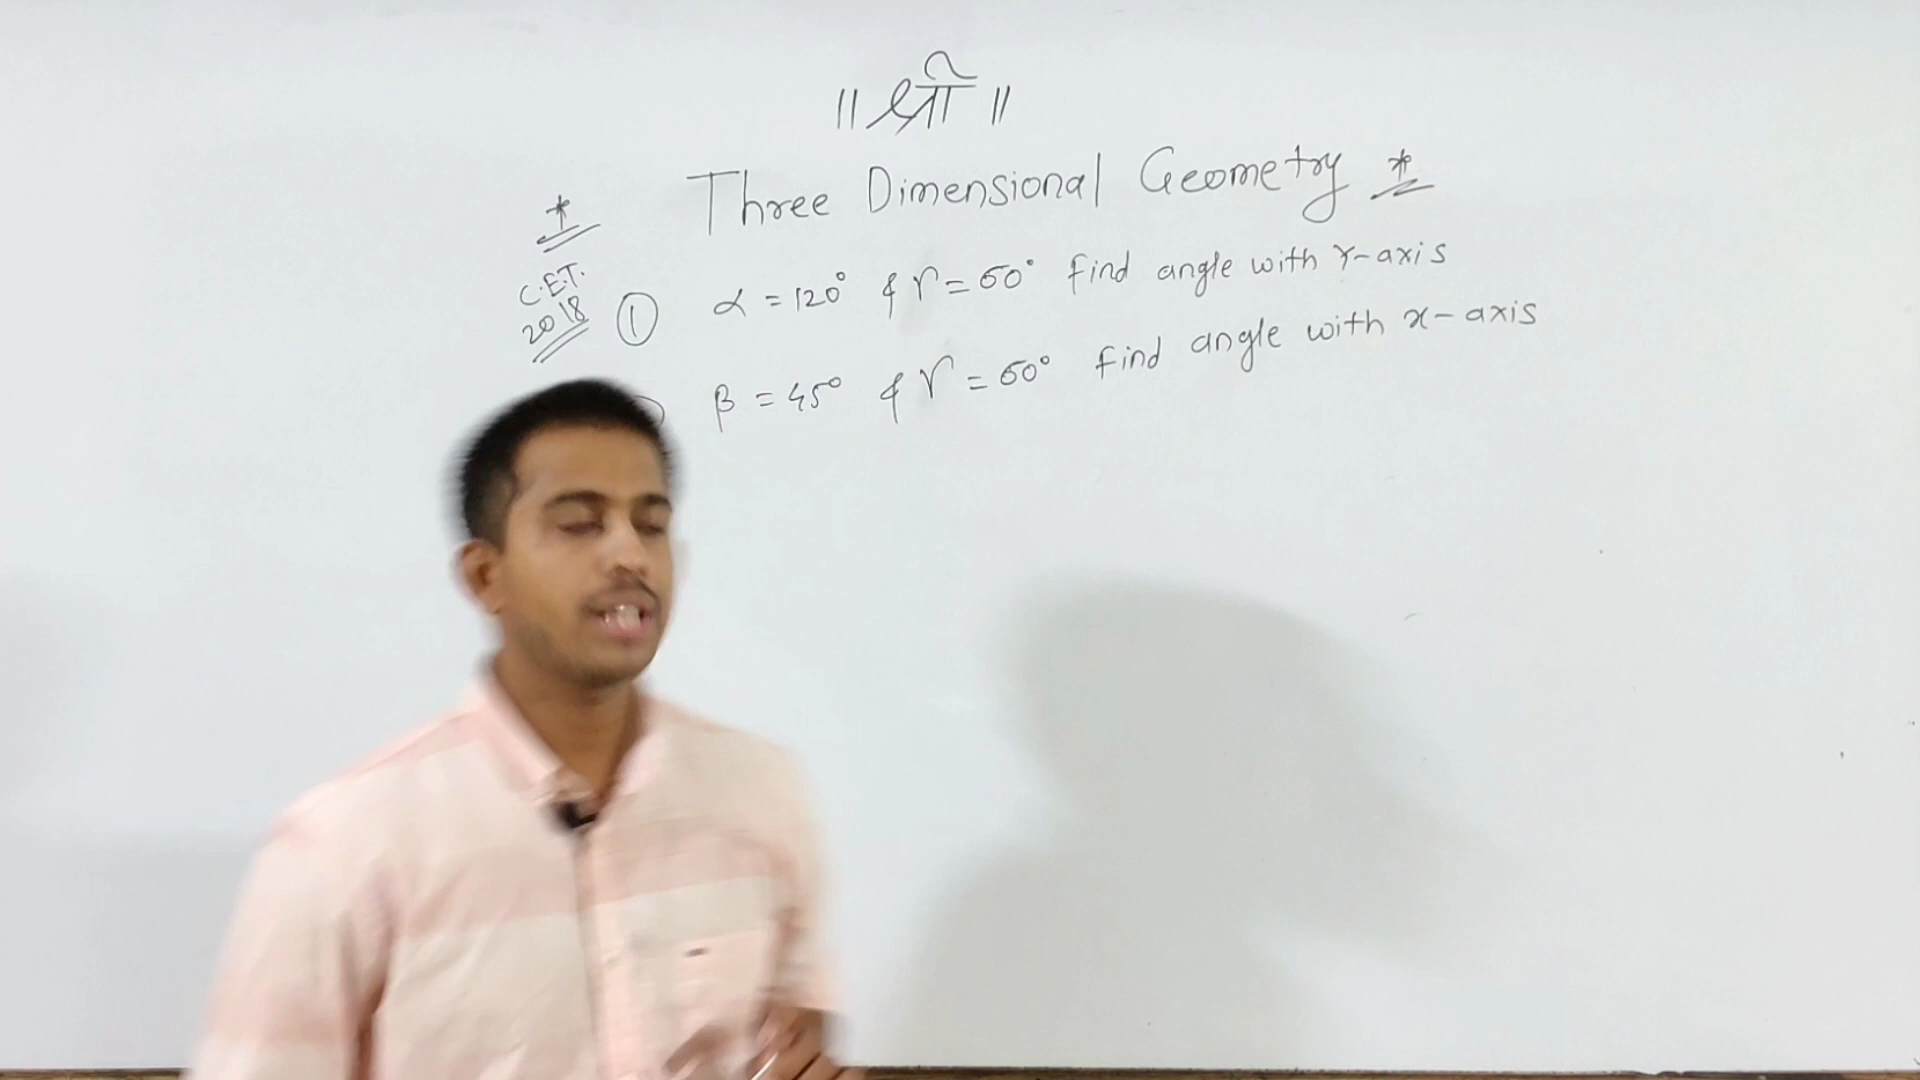 ॥ श्री ॥
* Three Dimensional Geometry *
C.E.T. 2018
① α = 120° & γ = 60° find angle with Y-axis
β = 45° & γ = 60° find angle with x-axis